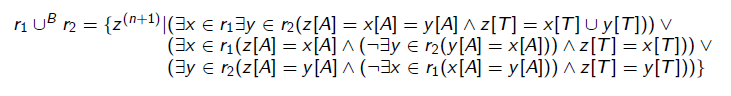 r₁ ∪ᴮ r₂ = {z⁽ⁿ⁺¹⁾|(∃x ∈ r₁∃y ∈ r₂(z[A] = x[A] = y[A] ∧ z[T] = x[T] ∪ y[T])) ∨
(∃x ∈ r₁(z[A] = x[A] ∧ (¬∃y ∈ r₂(y[A] = x[A])) ∧ z[T] = x[T])) ∨
(∃y ∈ r₂(z[A] = y[A] ∧ (¬∃x ∈ r₁(x[A] = y[A])) ∧ z[T] = y[T]))}